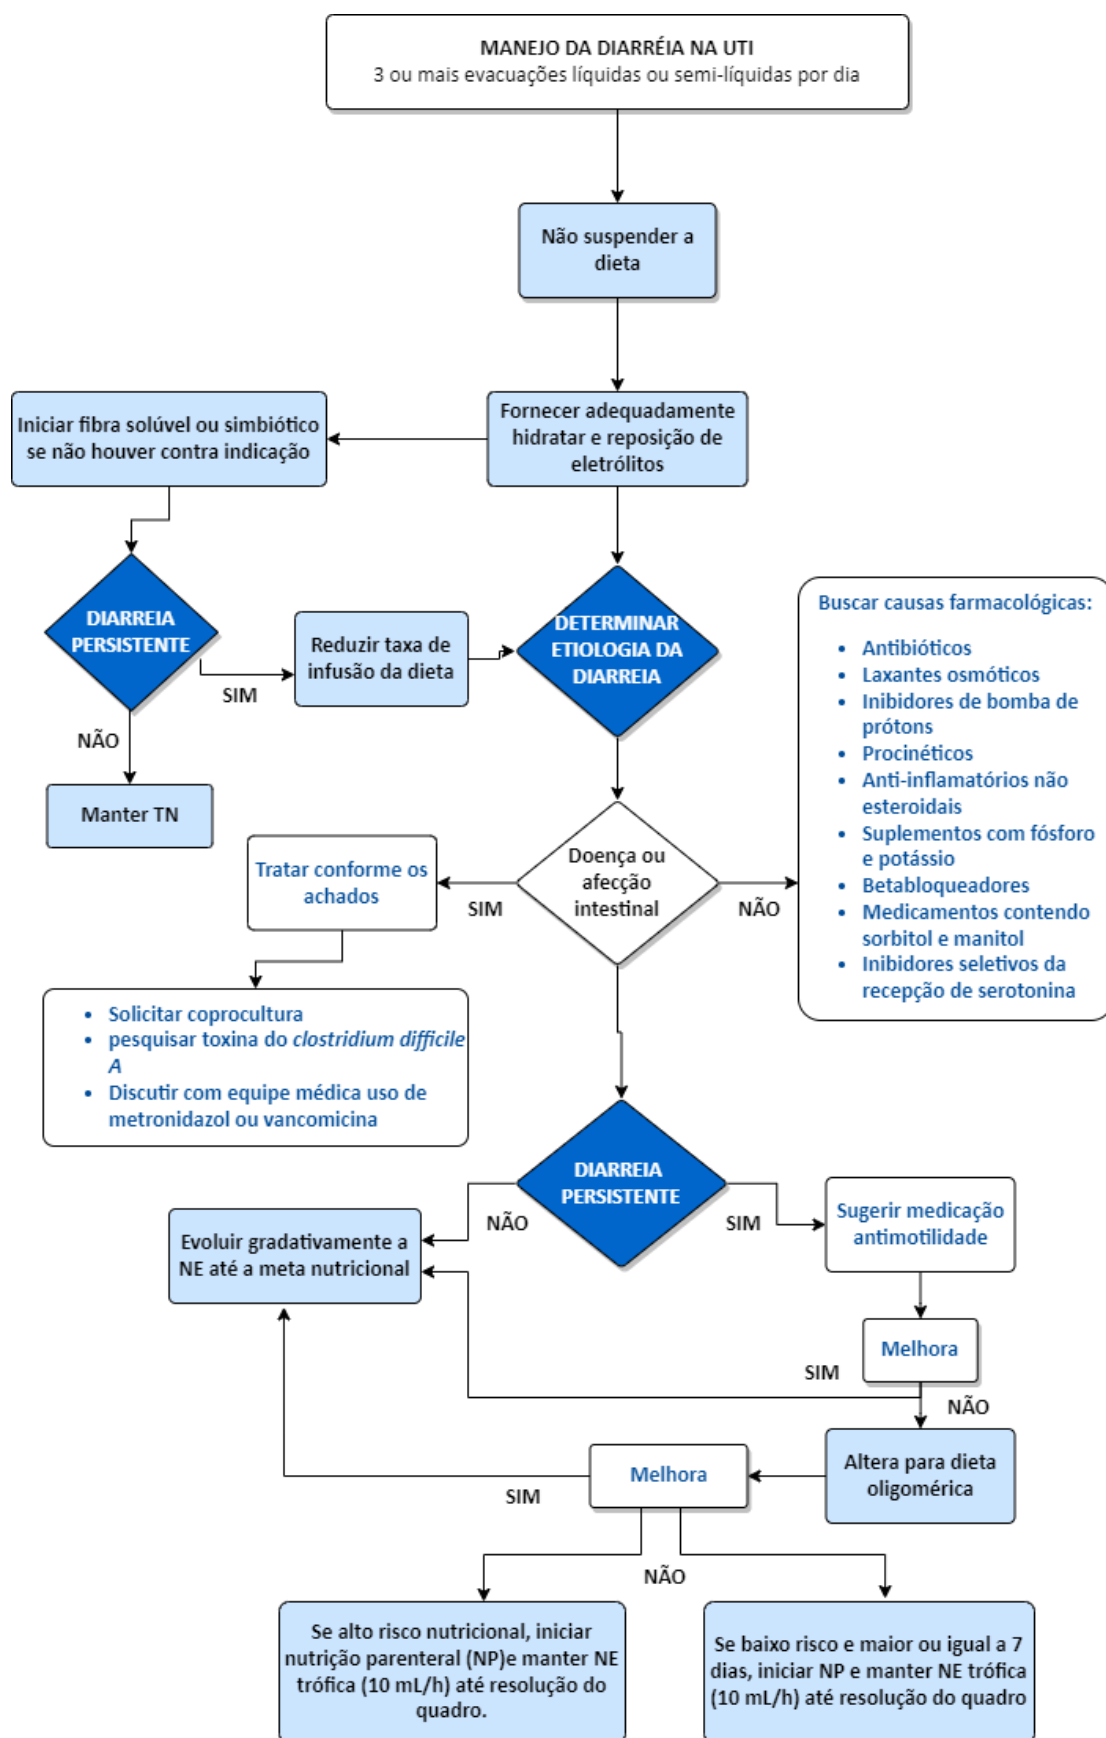 MANEJO DA DIARRÉIA NA UTI
3 ou mais evacuações líquidas ou semi-líquidas por dia
Não suspender a
dieta
Fornecer adequadamente
hidratar e reposição de
eletrólitos
Iniciar fibra solúvel ou simbiótico
se não houver contra indicação
DIARREIA
PERSISTENTE
SIM
Reduzir taxa de
infusão da dieta
NÃO
Manter TN
DETERMINAR
ETIOLOGIA DA
DIARREIA
Buscar causas farmacológicas:
• Antibióticos
• Laxantes osmóticos
• Inibidores de bomba de
prótons
• Procinéticos
• Anti-inflamatórios não
esteroidais
• Suplementos com fósforo
e potássio
• Betabloqueadores
• Medicamentos contendo
sorbitol e manitol
• Inibidores seletivos da
recepção de serotonina
Doença ou
afecção
intestinal
SIM
NÃO
Tratar conforme os
achados
• Solicitar coprocultura
• pesquisar toxina do clostridium difficile
A
• Discutir com equipe médica uso de
metronidazol ou vancomicina
DIARREIA
PERSISTENTE
NÃO
SIM
Evoluir gradativamente a
NE até a meta nutricional
Sugerir medicação
antimotilidade
Melhora
SIM
NÃO
Altera para dieta
oligomérica
Melhora
SIM
NÃO
Se alto risco nutricional, iniciar
nutrição parenteral (NP)e manter NE
trófica (10 mL/h) até resolução do
quadro.
Se baixo risco e maior ou igual a 7
dias, iniciar NP e manter NE trófica
(10 mL/h) até resolução do quadro